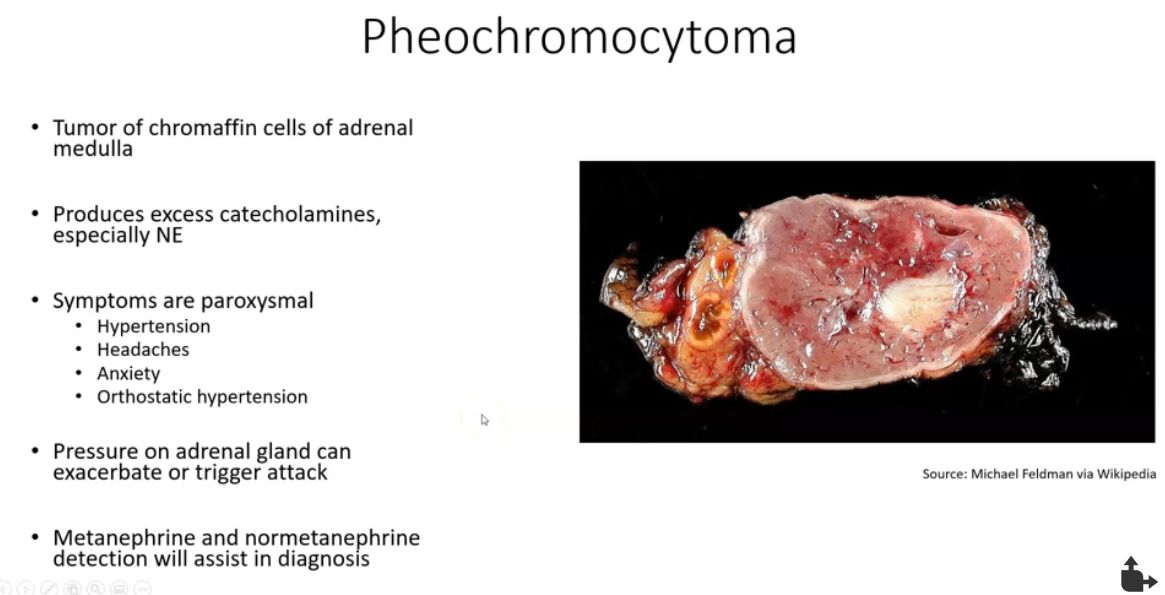 Pheochromocytoma
• Tumor of chromaffin cells of adrenal
medulla
• Produces excess catecholamines,
especially NE
• Symptoms are paroxysmal
• Hypertension
• Headaches
• Anxiety
• Orthostatic hypertension
• Pressure on adrenal gland can
exacerbate or trigger attack
• Metanephrine and normetanephrine
detection will assist in diagnosis
Source: Michael Feldman via Wikipedia